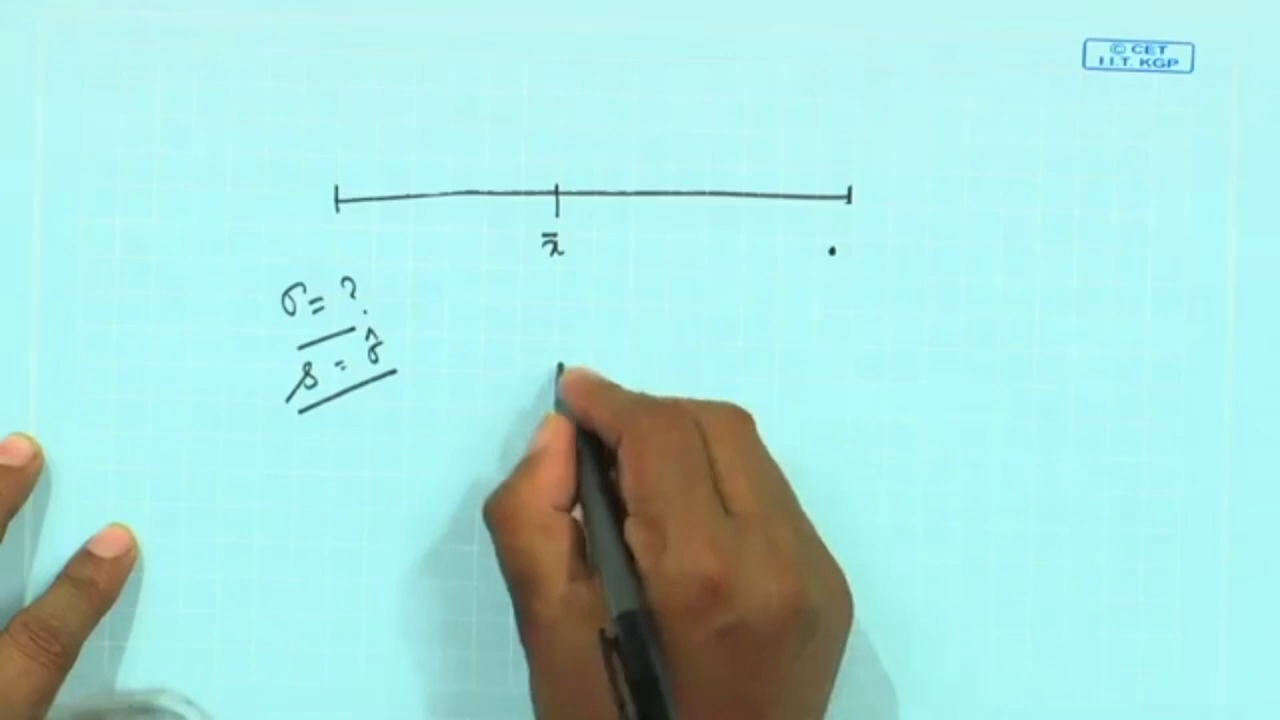 © CET
I.I.T. KGP
x̄
σ = ?
s = σ̂